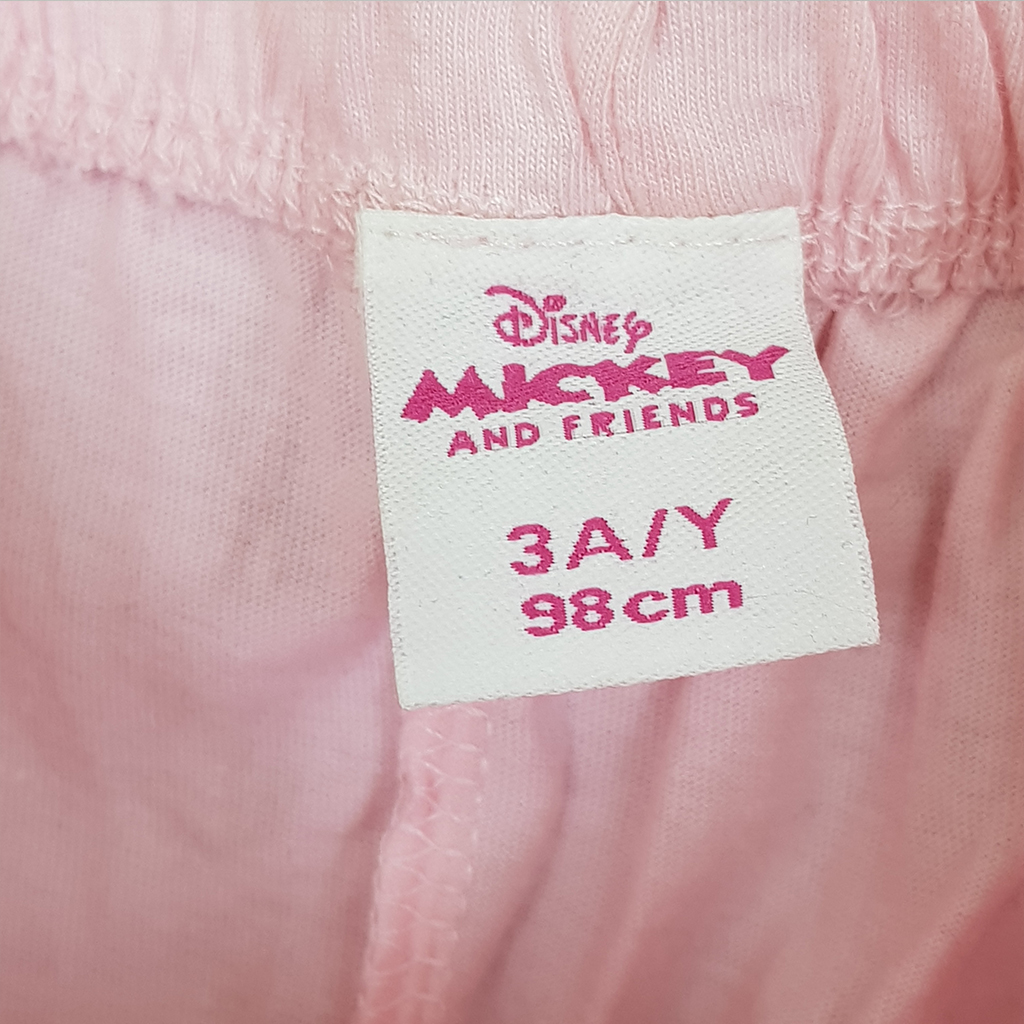 Disney
MICKEY
AND FRIENDS
3A/Y
98cm